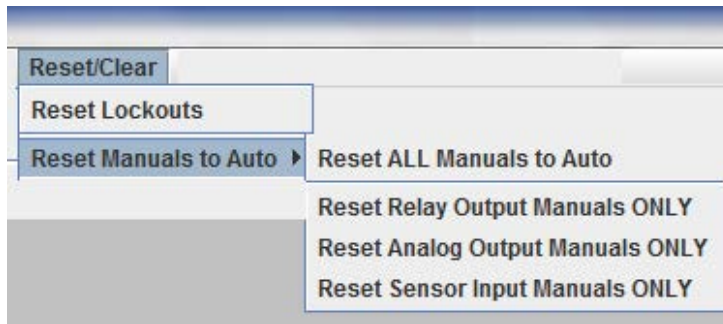 Reset/Clear
Reset Lockouts
Reset Manuals to Auto
Reset ALL Manuals to Auto
Reset Relay Output Manuals ONLY
Reset Analog Output Manuals ONLY
Reset Sensor Input Manuals ONLY